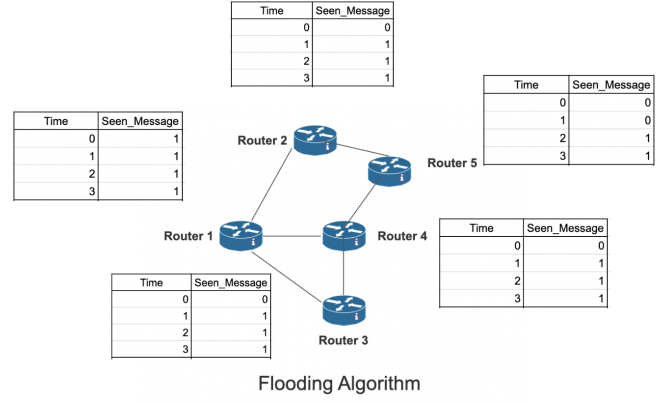 Time Seen_Message
0 0
1 1
2 1
3 1
Time Seen_Message
0 0
1 0
2 1
3 1
Time Seen_Message
0 1
1 1
2 1
3 1
Router 2
Router 5
Router 1
Router 4
Time Seen_Message
0 0
1 1
2 1
3 1
Time Seen_Message
0 0
1 1
2 1
3 1
Router 3
Flooding Algorithm